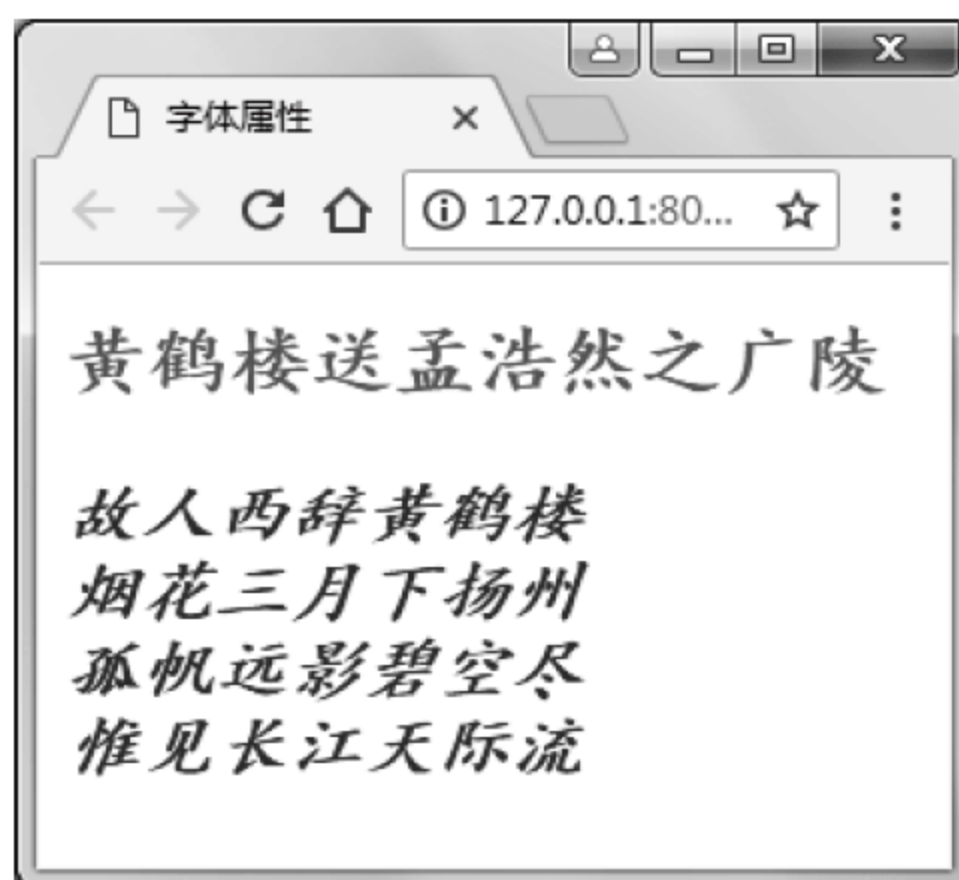 字体属性
127.0.0.1:80...
黄鹤楼送孟浩然之广陵
故人西辞黄鹤楼
烟花三月下扬州
孤帆远影碧空尽
惟见长江天际流